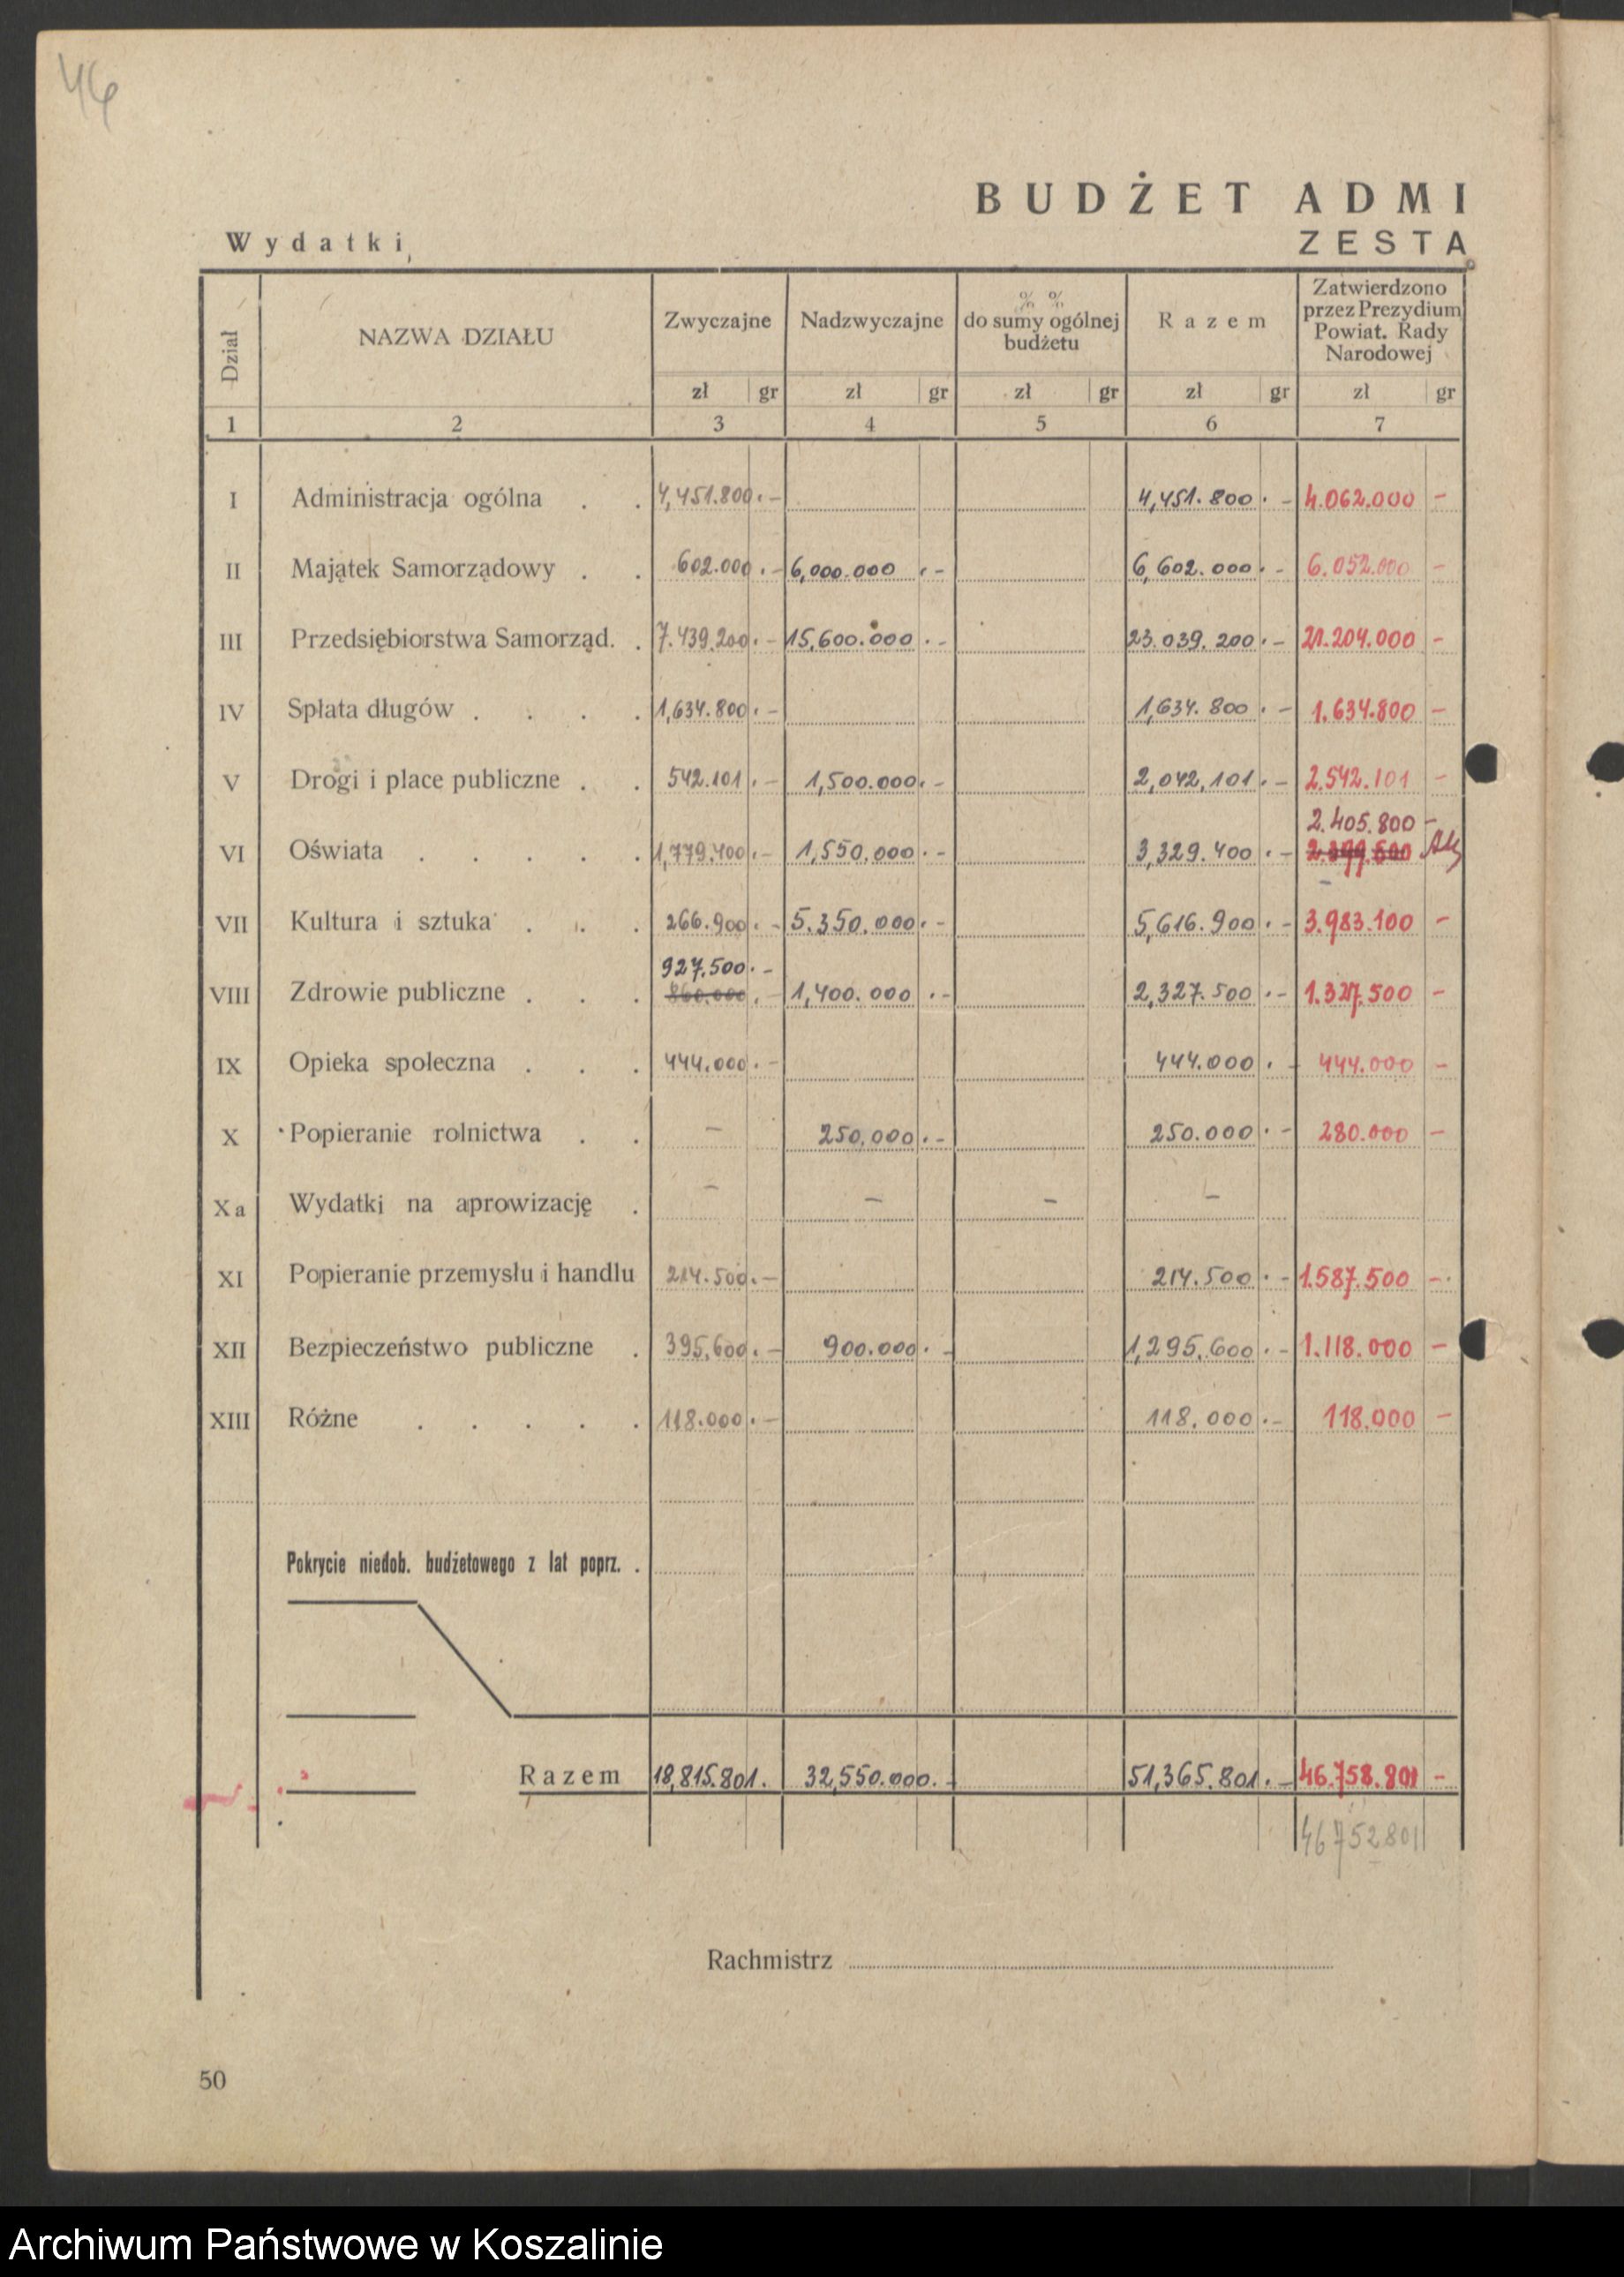 46
BUDŻET ADMI
Wydatki
ZESTA
Dział
NAZWA DZIAŁU
Zwyczajne
Nadzwyczajne
% %
do sumy ogólnej
budżetu
Razem
Zatwierdzono
przez Prezydium
Powiat. Rady
Narodowej
zł gr zł gr zł gr zł gr zł gr
1 2 3 4 5 6 7
I Administracja ogólna . . 4,451.800.- 4,451.800.- 4.062.000 -
II Majątek Samorządowy . . 602.000.- 6,000.000.- 6,602.000.- 6.052.000 -
III Przedsiębiorstwa Samorząd. . 7.439.200.- 15,600.000.- 23.039.200.- 21.204.000 -
IV Spłata długów . . . . 1,634.800.- 1,634.800.- 1.634.800 -
V Drogi i place publiczne . . 542.101.- 1,500.000.- 2,042,101.- 2.542.101 -
2.405.800 -
VI Oświata . . . . . 1,779.400.- 1,550.000.- 3,329.400.-
VII Kultura i sztuka . . . 266.900.- 5.350.000.- 5,616.900.- 3.983.100 -
927.500.-
VIII Zdrowie publiczne . . . 860.000.- 1,400.000.- 2,327.500.- 1.327.500 -
IX Opieka społeczna . . . 444.000.- 444.000.- 444.000 -
X Popieranie rolnictwa . . - 250,000.- 250.000.- 280.000 -
Xa Wydatki na aprowizację . - - - -
XI Popieranie przemysłu i handlu 214.500.- 214.500.- 1.587.500 -
XII Bezpieczeństwo publiczne . 395,600.- 900.000.- 1,295.600.- 1.118.000 -
XIII Różne . . . . . 118.000.- 118.000.- 118.000 -
Pokrycie niedob. budżetowego z lat poprz. .
Razem 18,815.801. 32,550.000.- 51,365.801.- 46.758.801 -
46752801
Rachmistrz
50
Archiwum Państwowe w Koszalinie